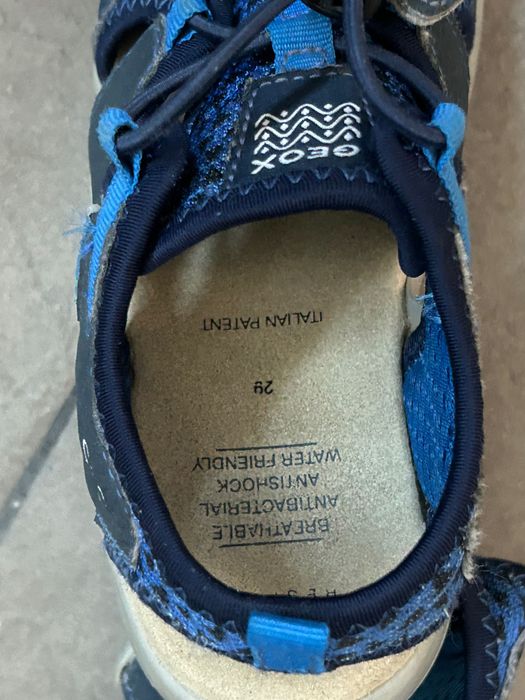 BREATHABLE
ANTIBACTERIAL
ANTISHOCK
WATER FRIENDLY
29
ITALIAN PATENT
GEOX